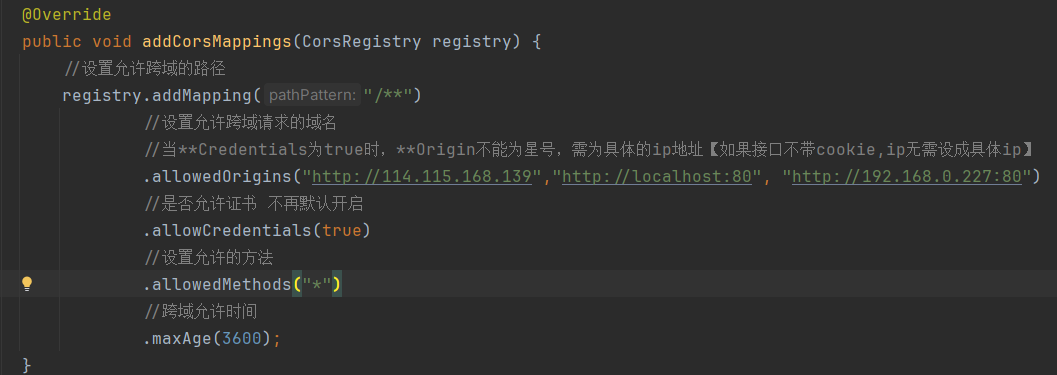 @Override
public void addCorsMappings(CorsRegistry registry) {
//设置允许跨域的路径
registry.addMapping( pathPattern: "/**")
//设置允许跨域请求的域名
//当**Credentials为true时，**Origin不能为星号，需为具体的ip地址【如果接口不带cookie,ip无需设成具体ip】
.allowedOrigins("http://114.115.168.139","http://localhost:80", "http://192.168.0.227:80")
//是否允许证书 不再默认开启
.allowCredentials(true)
//设置允许的方法
.allowedMethods("*")
//跨域允许时间
.maxAge(3600);
}